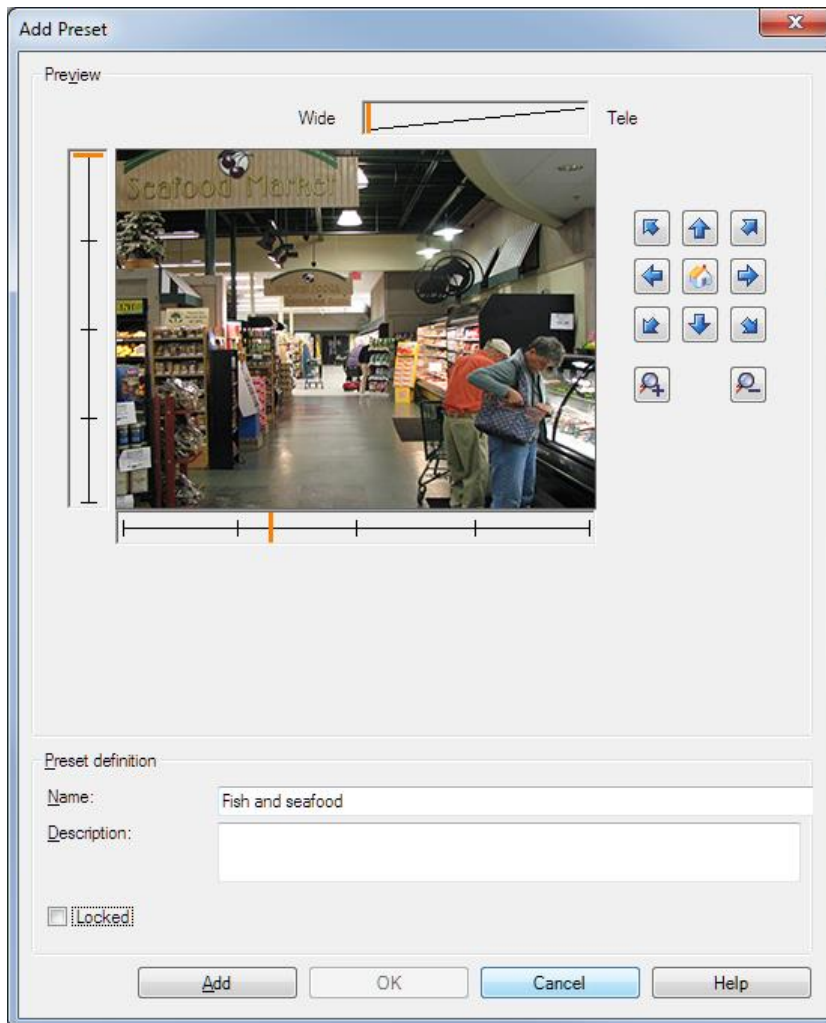 Add Preset
Preview
Wide
Tele
Seafood Market
Preset definition
Name:
Fish and seafood
Description:
Locked
Add
OK
Cancel
Help